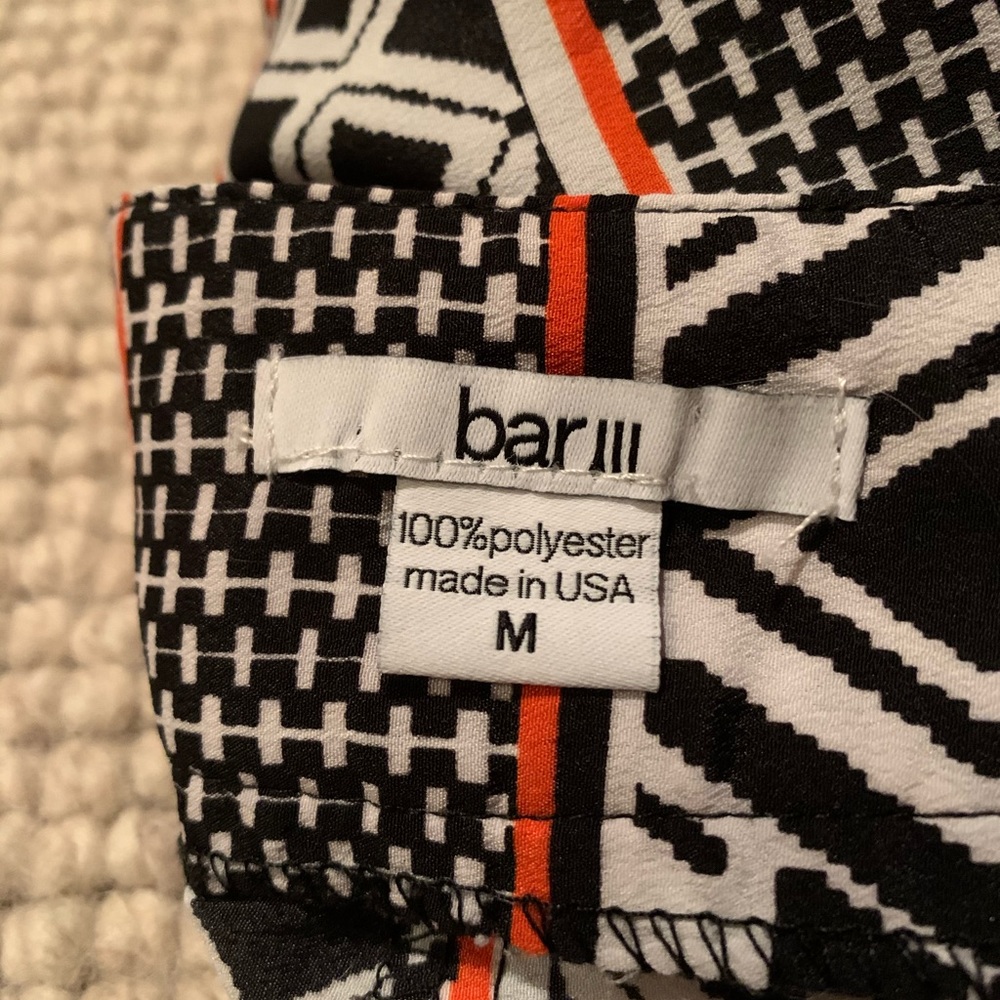 bar III
100%polyester
made in USA
M